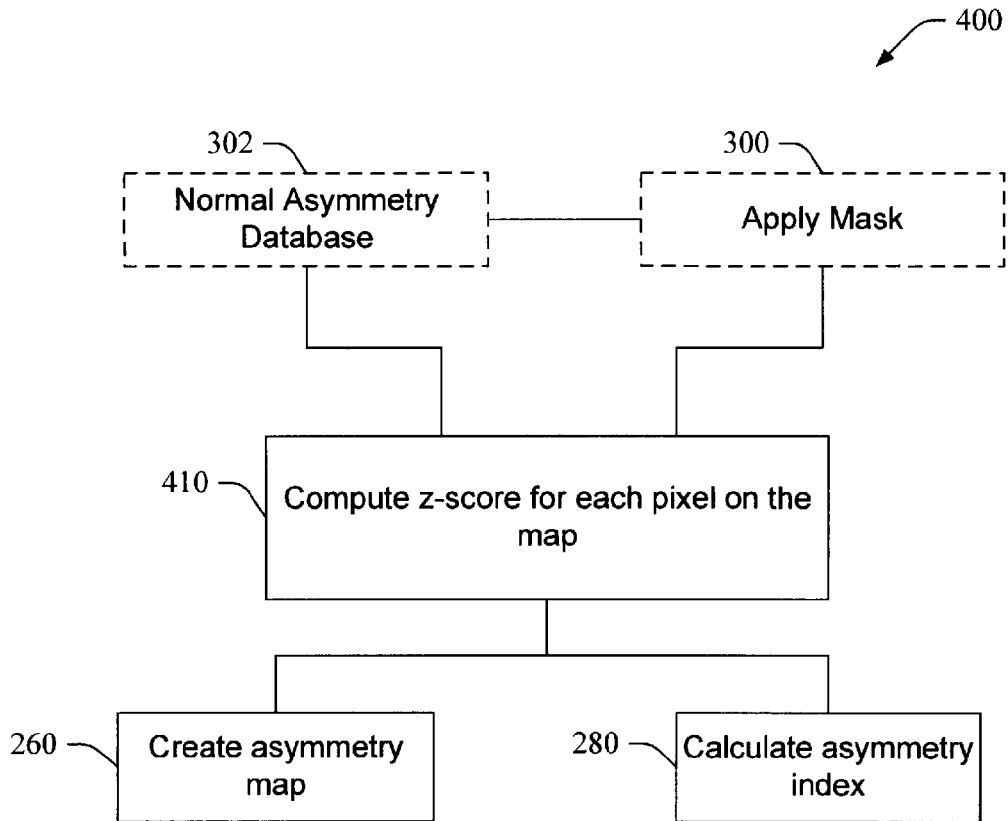 400
302
300
Normal Asymmetry
Database
Apply Mask
410
Compute z-score for each pixel on the
map
260
Create asymmetry
map
280
Calculate asymmetry
index